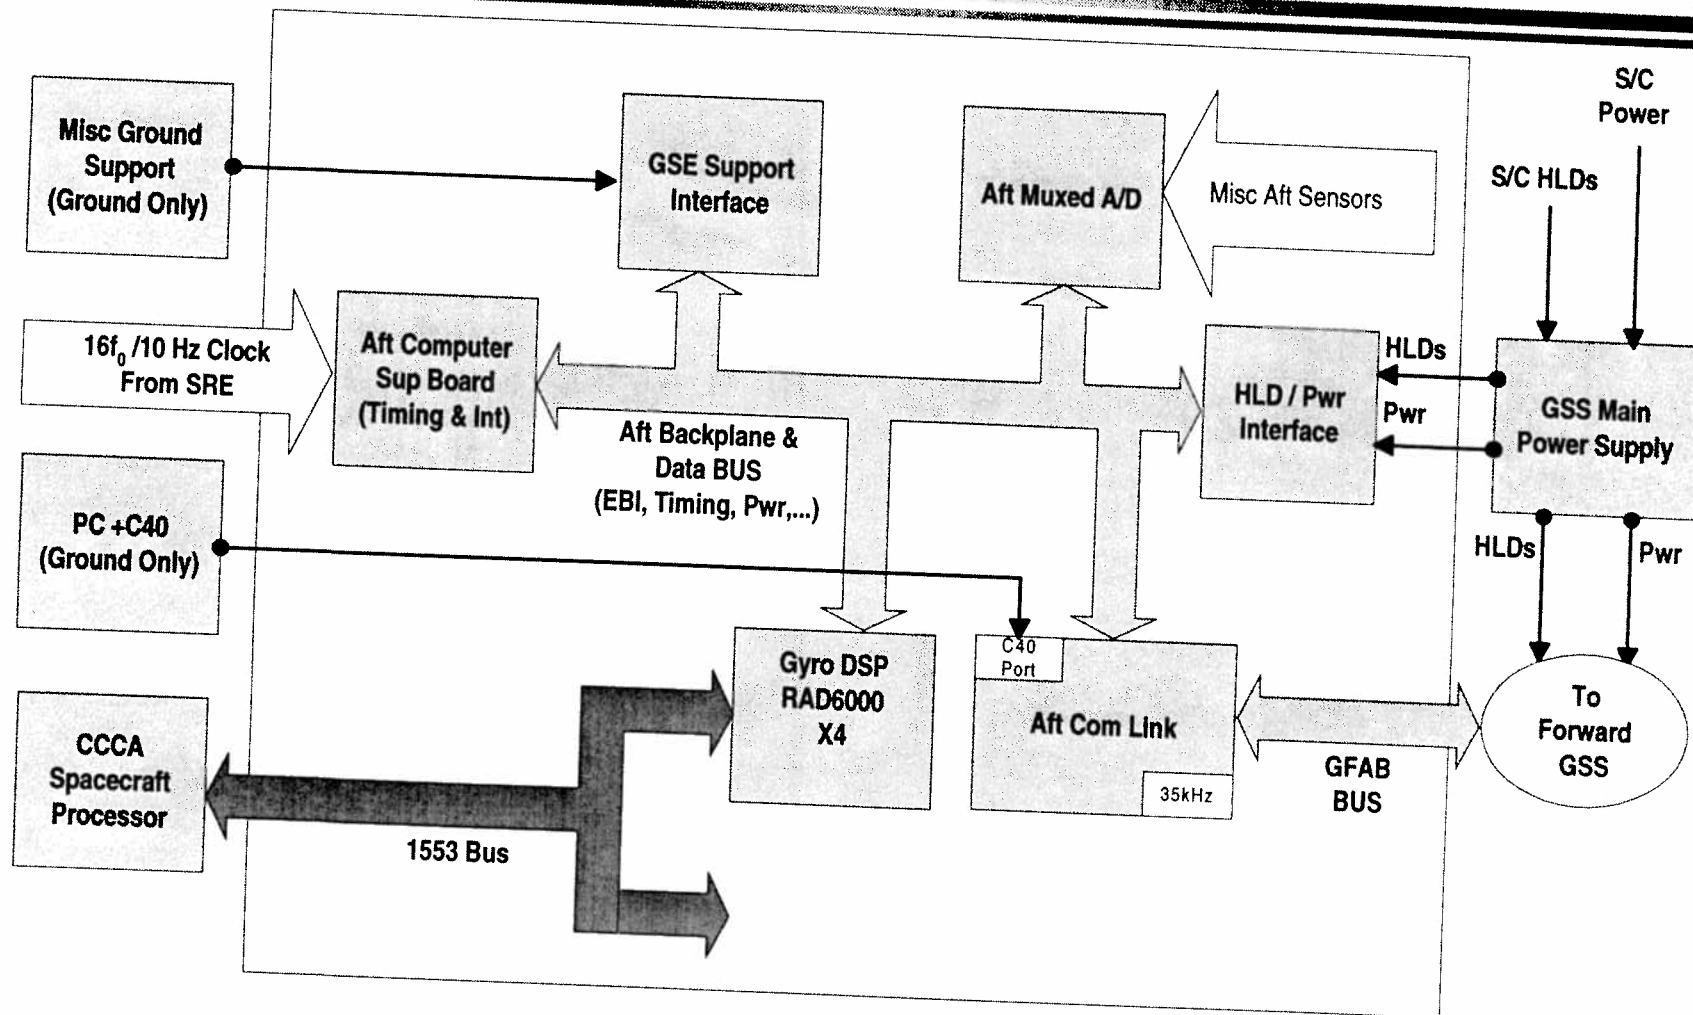 S/C
Power
Misc Ground
Support
(Ground Only)
GSE Support
Interface
Aft Muxed A/D
Misc Aft Sensors
S/C HLDs
16f0 /10 Hz Clock
From SRE
Aft Computer
Sup Board
(Timing & Int)
HLD / Pwr
Interface
HLDs
Pwr
GSS Main
Power Supply
Aft Backplane &
Data BUS
(EBI, Timing, Pwr,...)
PC +C40
(Ground Only)
HLDs
Pwr
Gyro DSP
RAD6000
X4
C40
Port
Aft Com Link
35kHz
GFAB
BUS
To
Forward
GSS
CCCA
Spacecraft
Processor
1553 Bus